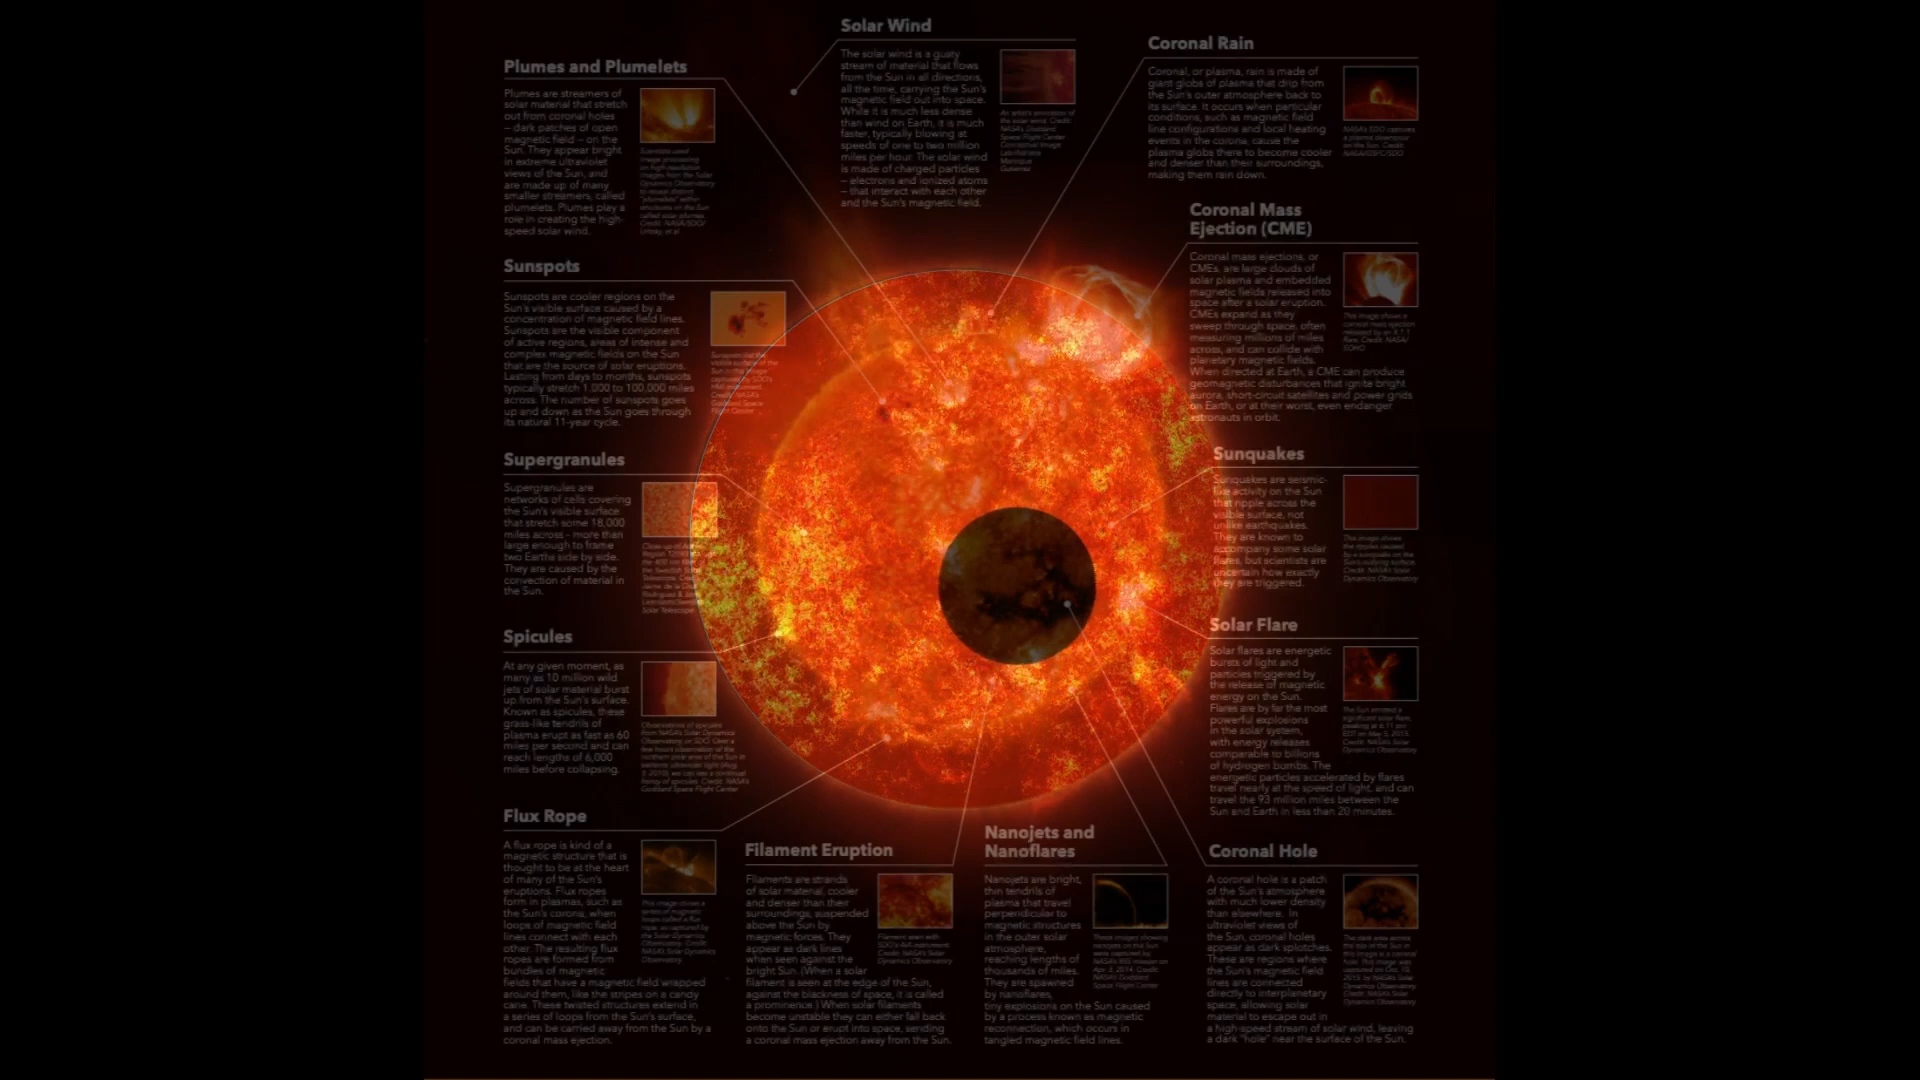 Solar Wind
The solar wind is a gusty
stream of material that flows
from the Sun in all directions,
all the time, carrying the Sun's
magnetic field out into space.
While it is much less dense
than wind on Earth, it is much
faster, typically blowing at
speeds of one to two million
miles per hour. The solar wind
is made of charged particles
– electrons and ionized atoms
– that interact with each other
and the Sun's magnetic field.
Coronal Rain
Coronal, or plasma, rain is made of
giant globs of plasma that drip from
the Sun's outer atmosphere back to
its surface. It occurs when particular
conditions, such as magnetic field
line configurations and local heating
events in the corona, cause the
plasma globs there to become cooler
and denser than their surroundings,
making them rain down.
Plumes and Plumelets
Plumes are streamers of
solar material that stretch
out from coronal holes
– dark patches of open
magnetic field – on the
Sun. They appear bright
in extreme ultraviolet
views of the Sun, and
are made up of many
smaller streamers, called
plumelets. Plumes play a
role in creating the high-
speed solar wind.
Coronal Mass
Ejection (CME)
Coronal mass ejections, or
CMEs, are large clouds of
solar plasma and embedded
magnetic fields released into
space after a solar eruption.
CMEs expand as they
sweep through space, often
measuring millions of miles
across, and can collide with
planetary magnetic fields.
When directed at Earth, a CME can produce
geomagnetic disturbances that ignite bright
aurora, short-circuit satellites and power grids
on Earth, or at their worst, even endanger
astronauts in orbit.
Sunspots
Sunspots are cooler regions on the
Sun's visible surface caused by a
concentration of magnetic field lines.
Sunspots are the visible component
of active regions, areas of intense and
complex magnetic fields on the Sun
that are the source of solar eruptions.
Lasting from days to months, sunspots
typically stretch 1,000 to 100,000 miles
across. The number of sunspots goes
up and down as the Sun goes through
its natural 11-year cycle.
Sunquakes
Sunquakes are seismic-
like activity on the Sun
that ripple across the
visible surface, not
unlike earthquakes.
They are known to
accompany some solar
flares, but scientists are
uncertain how exactly
they are triggered.
Supergranules
Supergranules are
networks of cells covering
the Sun's visible surface
that stretch some 18,000
miles across – more than
large enough to frame
two Earths side by side.
They are caused by the
convection of material in
the Sun.
Solar Flare
Solar flares are energetic
bursts of light and
particles triggered by
the release of magnetic
energy on the Sun.
Flares are by far the most
powerful explosions
in the solar system,
with energy releases
comparable to billions
of hydrogen bombs. The
energetic particles accelerated by flares
travel nearly at the speed of light, and can
travel the 93 million miles between the
Sun and Earth in less than 20 minutes.
Spicules
At any given moment, as
many as 10 million wild
jets of solar material burst
up from the Sun's surface.
Known as spicules, these
grass-like tendrils of
plasma erupt as fast as 60
miles per second and can
reach lengths of 6,000
miles before collapsing.
Flux Rope
A flux rope is kind of a
magnetic structure that is
thought to be at the heart
of many of the Sun's
eruptions. Flux ropes
form in plasmas, such as
the Sun's corona, when
loops of magnetic field
lines connect with each
other. The resulting flux
ropes are formed from
bundles of magnetic
fields that have a magnetic field wrapped
around them, like the stripes on a candy
cane. These twisted structures extend in
a series of loops from the Sun's surface,
and can be carried away from the Sun by a
coronal mass ejection.
Filament Eruption
Filaments are strands
of solar material, cooler
and denser than their
surroundings, suspended
above the Sun by
magnetic forces. They
appear as dark lines
when seen against the
bright Sun. (When a solar
filament is seen at the edge of the Sun,
against the blackness of space, it is called
a prominence.) When solar filaments
become unstable they can either fall back
onto the Sun or erupt into space, sending
a coronal mass ejection away from the Sun.
Nanojets and
Nanoflares
Nanojets are bright,
thin tendrils of
plasma that travel
perpendicular to
magnetic structures
in the outer solar
atmosphere,
reaching lengths of
thousands of miles.
They are spawned
by nanoflares,
tiny explosions on the Sun caused
by a process known as magnetic
reconnection, which occurs in
tangled magnetic field lines.
Coronal Hole
A coronal hole is a patch
of the Sun's atmosphere
with much lower density
than elsewhere. In
ultraviolet views of
the Sun, coronal holes
appear as dark splotches.
These are regions where
the Sun's magnetic field
lines are connected
directly to interplanetary
space, allowing solar
material to escape out in
a high-speed stream of solar wind, leaving
a dark "hole" near the surface of the Sun.